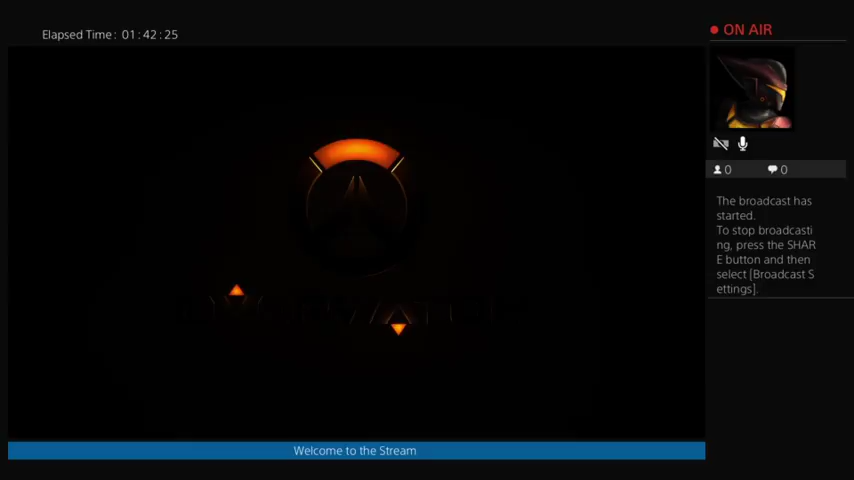 Elapsed Time: 01:42:25
ON AIR
0 0
The broadcast has
started.
To stop broadcasti
ng, press the SHAR
E button and then
select [Broadcast S
ettings].
Welcome to the Stream